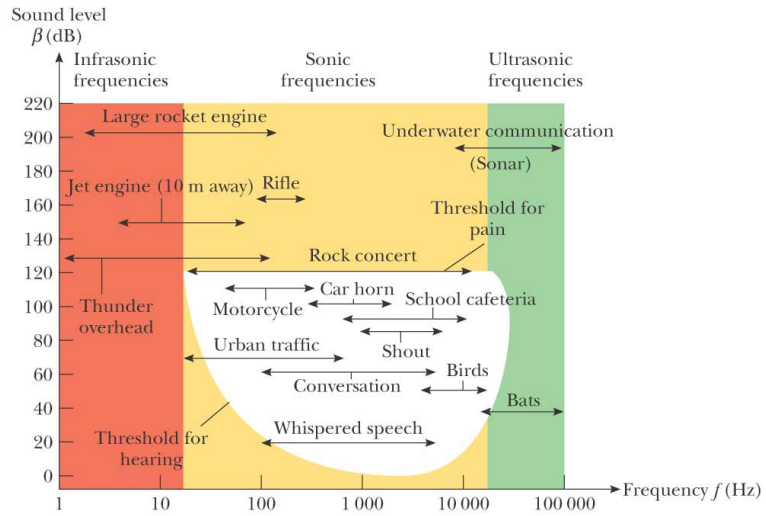 Sound level
β (dB)
Infrasonic
frequencies
Sonic
frequencies
Ultrasonic
frequencies
220
Large rocket engine
200
Underwater communication
(Sonar)
180
Jet engine (10 m away)
Rifle
160
Threshold for
pain
140
Rock concert
120
Thunder
overhead
Motorcycle
Car horn
School cafeteria
100
80
Urban traffic
Shout
60
Conversation
Birds
40
Bats
Threshold for
hearing
Whispered speech
20
0
1
10
100
1 000
10 000
100 000
Frequency f (Hz)